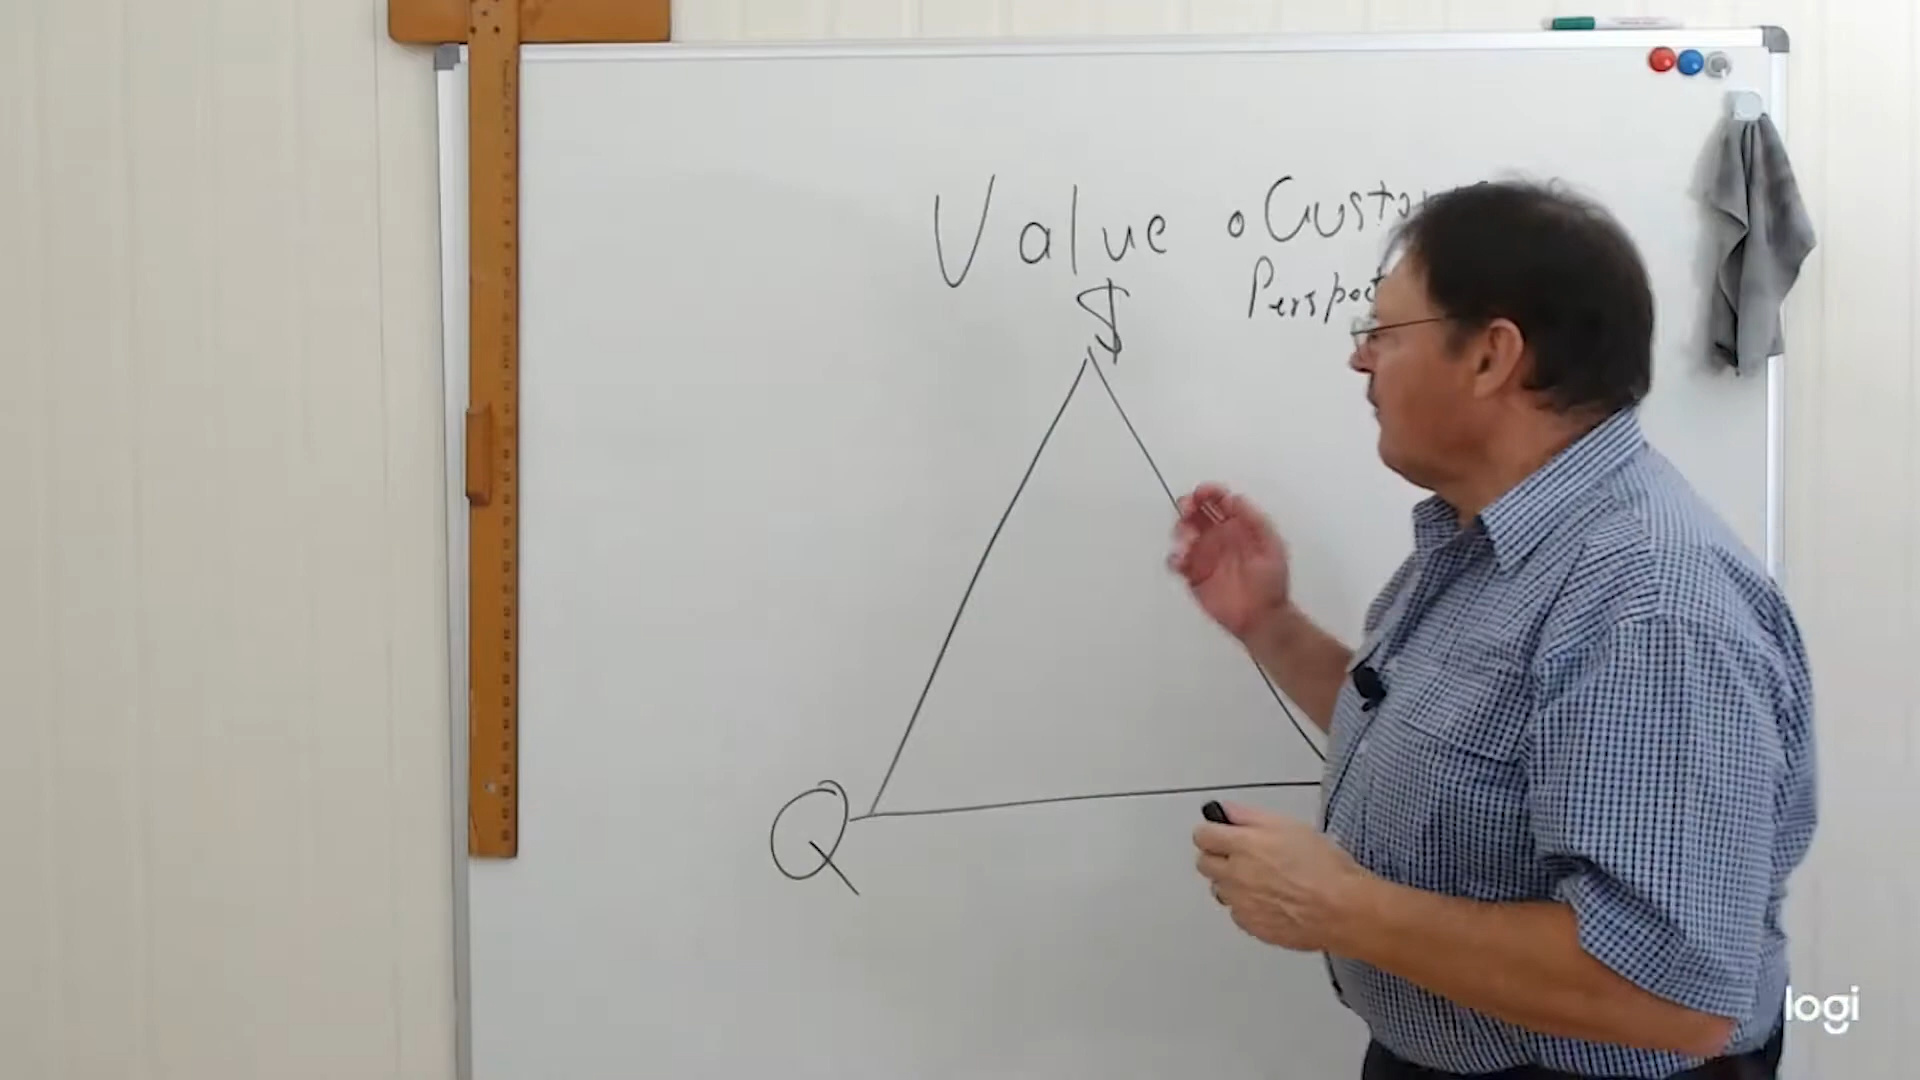 Value • Custo
$ Perspect
Q
logi